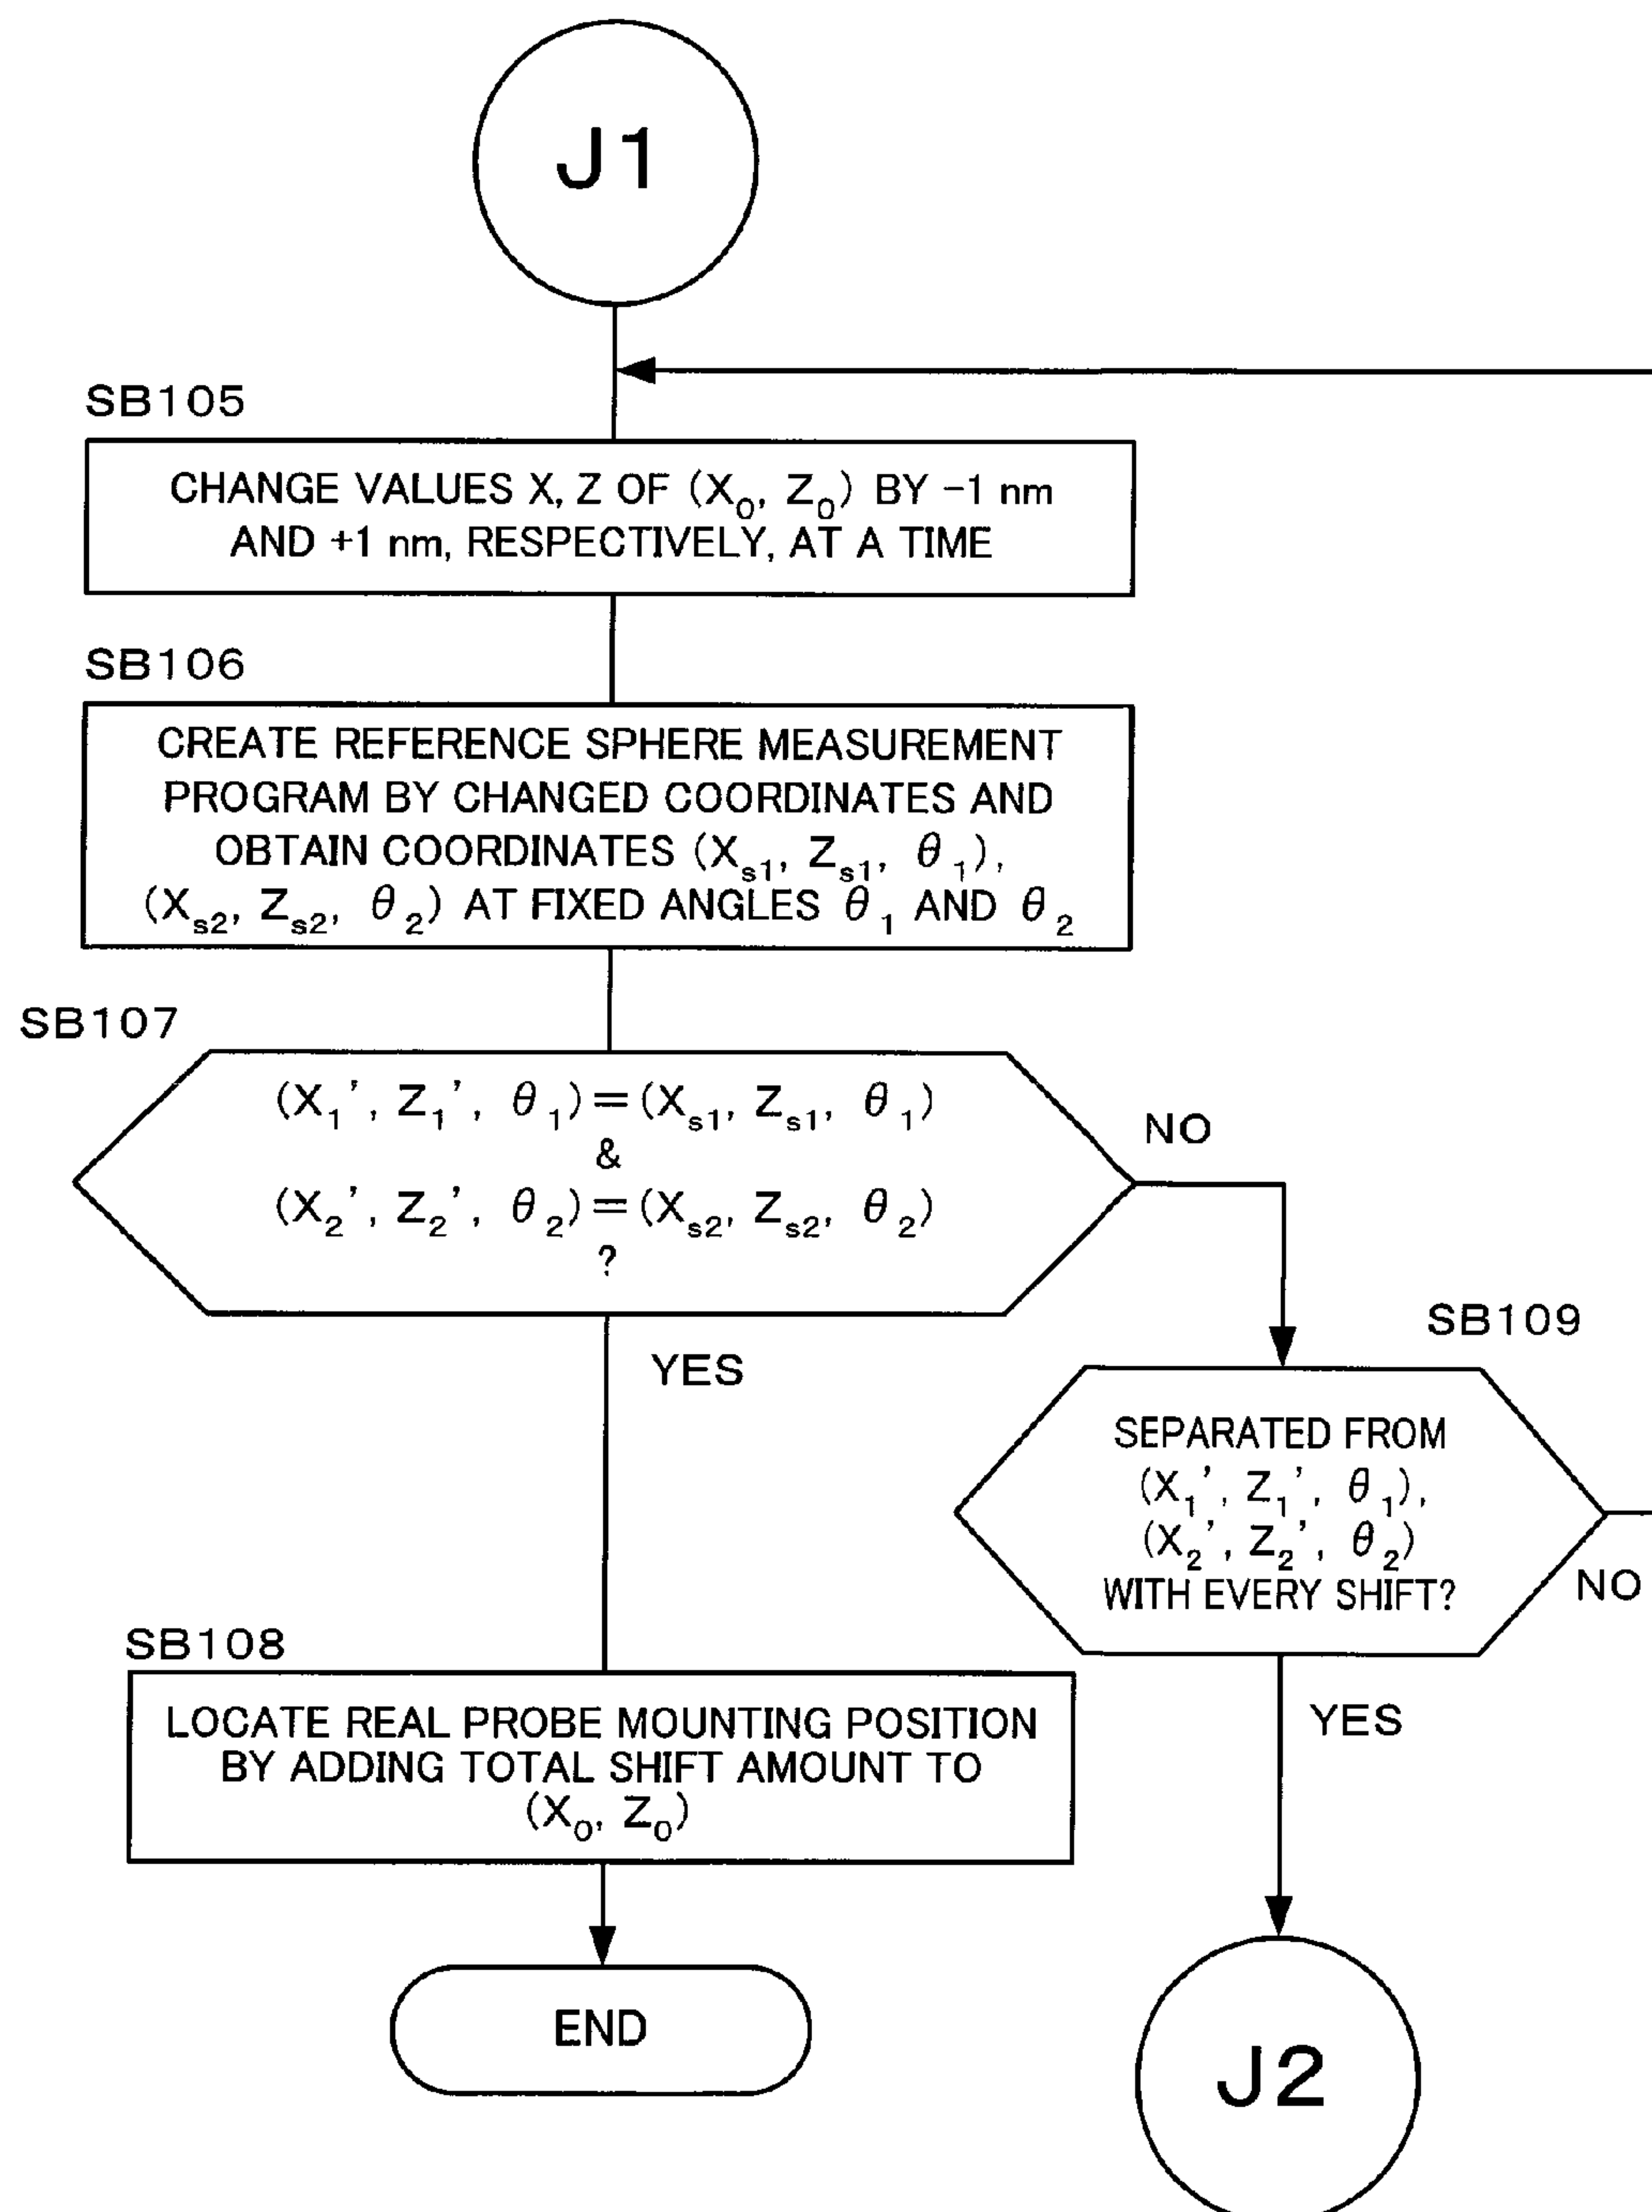 J1
SB105
CHANGE VALUES X, Z OF (X₀, Z₀) BY −1 nm
AND +1 nm, RESPECTIVELY, AT A TIME
SB106
CREATE REFERENCE SPHERE MEASUREMENT
PROGRAM BY CHANGED COORDINATES AND
OBTAIN COORDINATES (Xs1, Zs1, θ₁),
(Xs2, Zs2, θ₂) AT FIXED ANGLES θ₁ AND θ₂
SB107
(X₁', Z₁', θ₁)=(Xs1, Zs1, θ₁)
&
(X₂', Z₂', θ₂)=(Xs2, Zs2, θ₂)
?
NO
YES
SB109
SEPARATED FROM
(X₁', Z₁', θ₁),
(X₂', Z₂', θ₂)
WITH EVERY SHIFT?
NO
YES
SB108
LOCATE REAL PROBE MOUNTING POSITION
BY ADDING TOTAL SHIFT AMOUNT TO
(X₀, Z₀)
END
J2